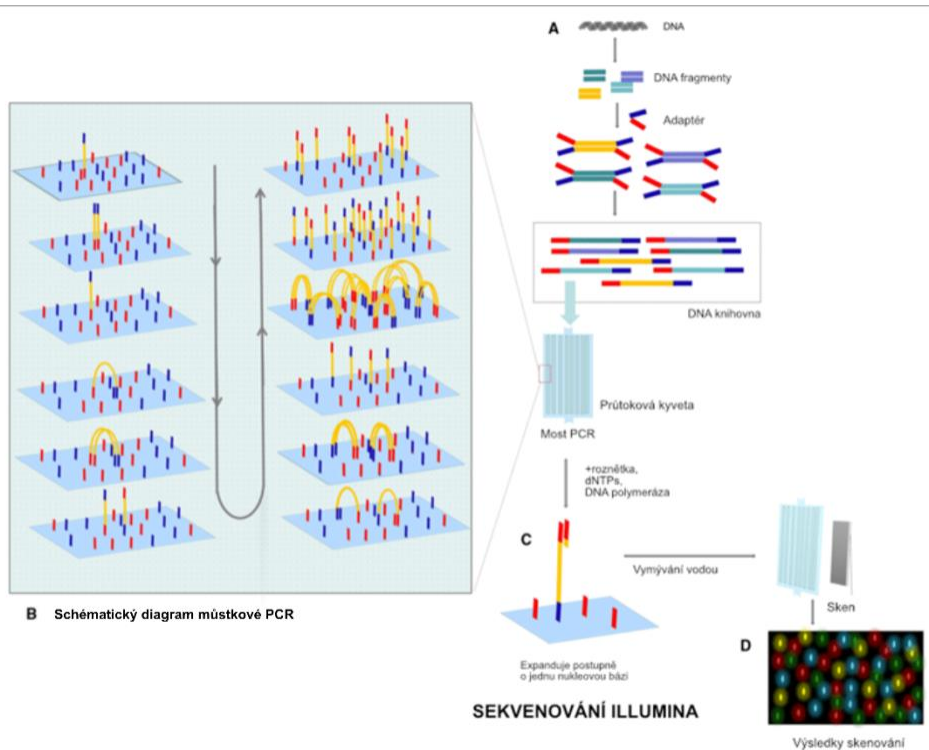 A
DNA
DNA fragmenty
Adaptér
DNA knihovna
Průtoková kyveta
Most PCR
+roznětka,
dNTPs,
DNA polymeráza
C
Vymývání vodou
Sken
Expanduje postupně
o jednu nukleovou bázi
B Schématický diagram můstkové PCR
D
SEKVENOVÁNÍ ILLUMINA
Výsledky skenování